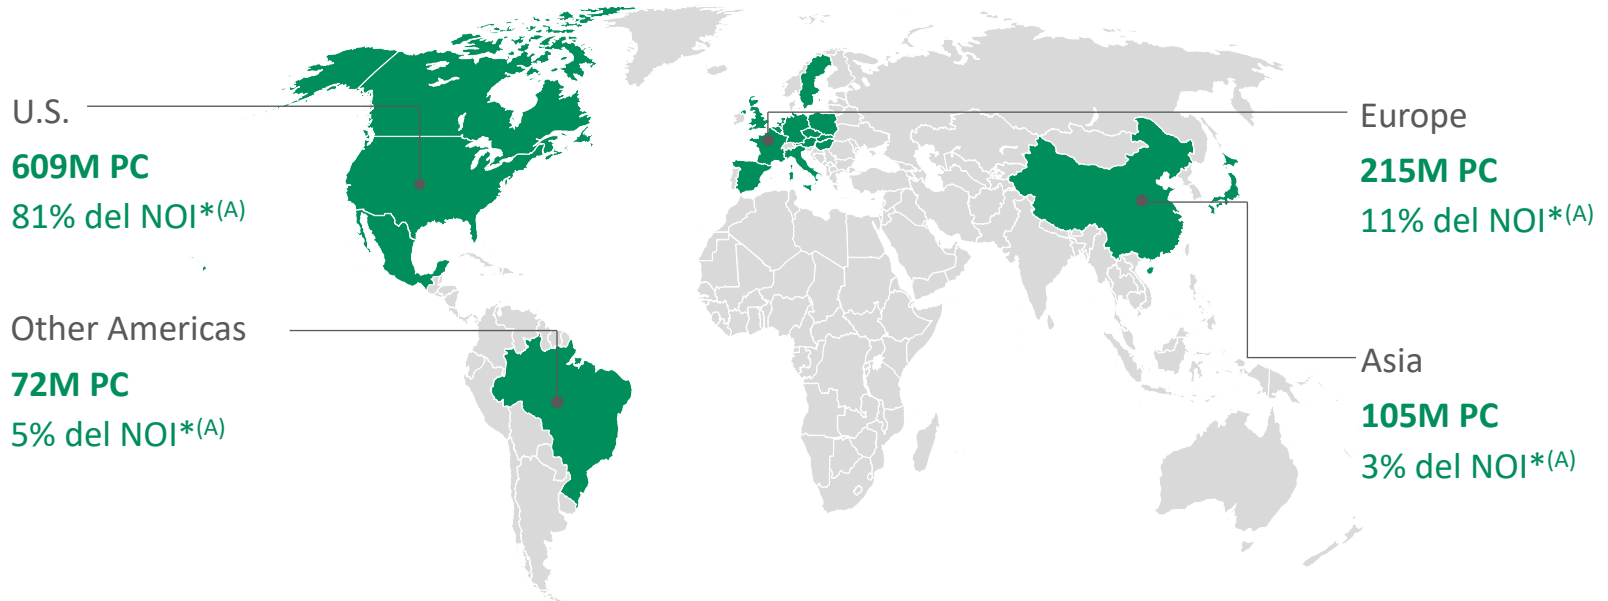 U.S.
609M PC
81% del NOI*(A)
Other Americas
72M PC
5% del NOI*(A)
Europe
215M PC
11% del NOI*(A)
Asia
105M PC
3% del NOI*(A)